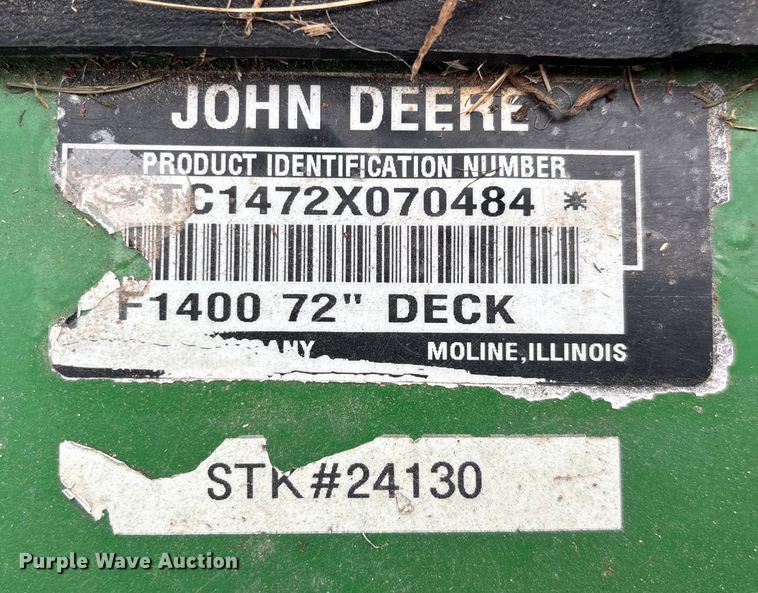 JOHN DEERE
PRODUCT IDENTIFICATION NUMBER
TC1472X070484 *
F1400 72" DECK
MOLINE, ILLINOIS
STK#24130
Purple Wave Auction